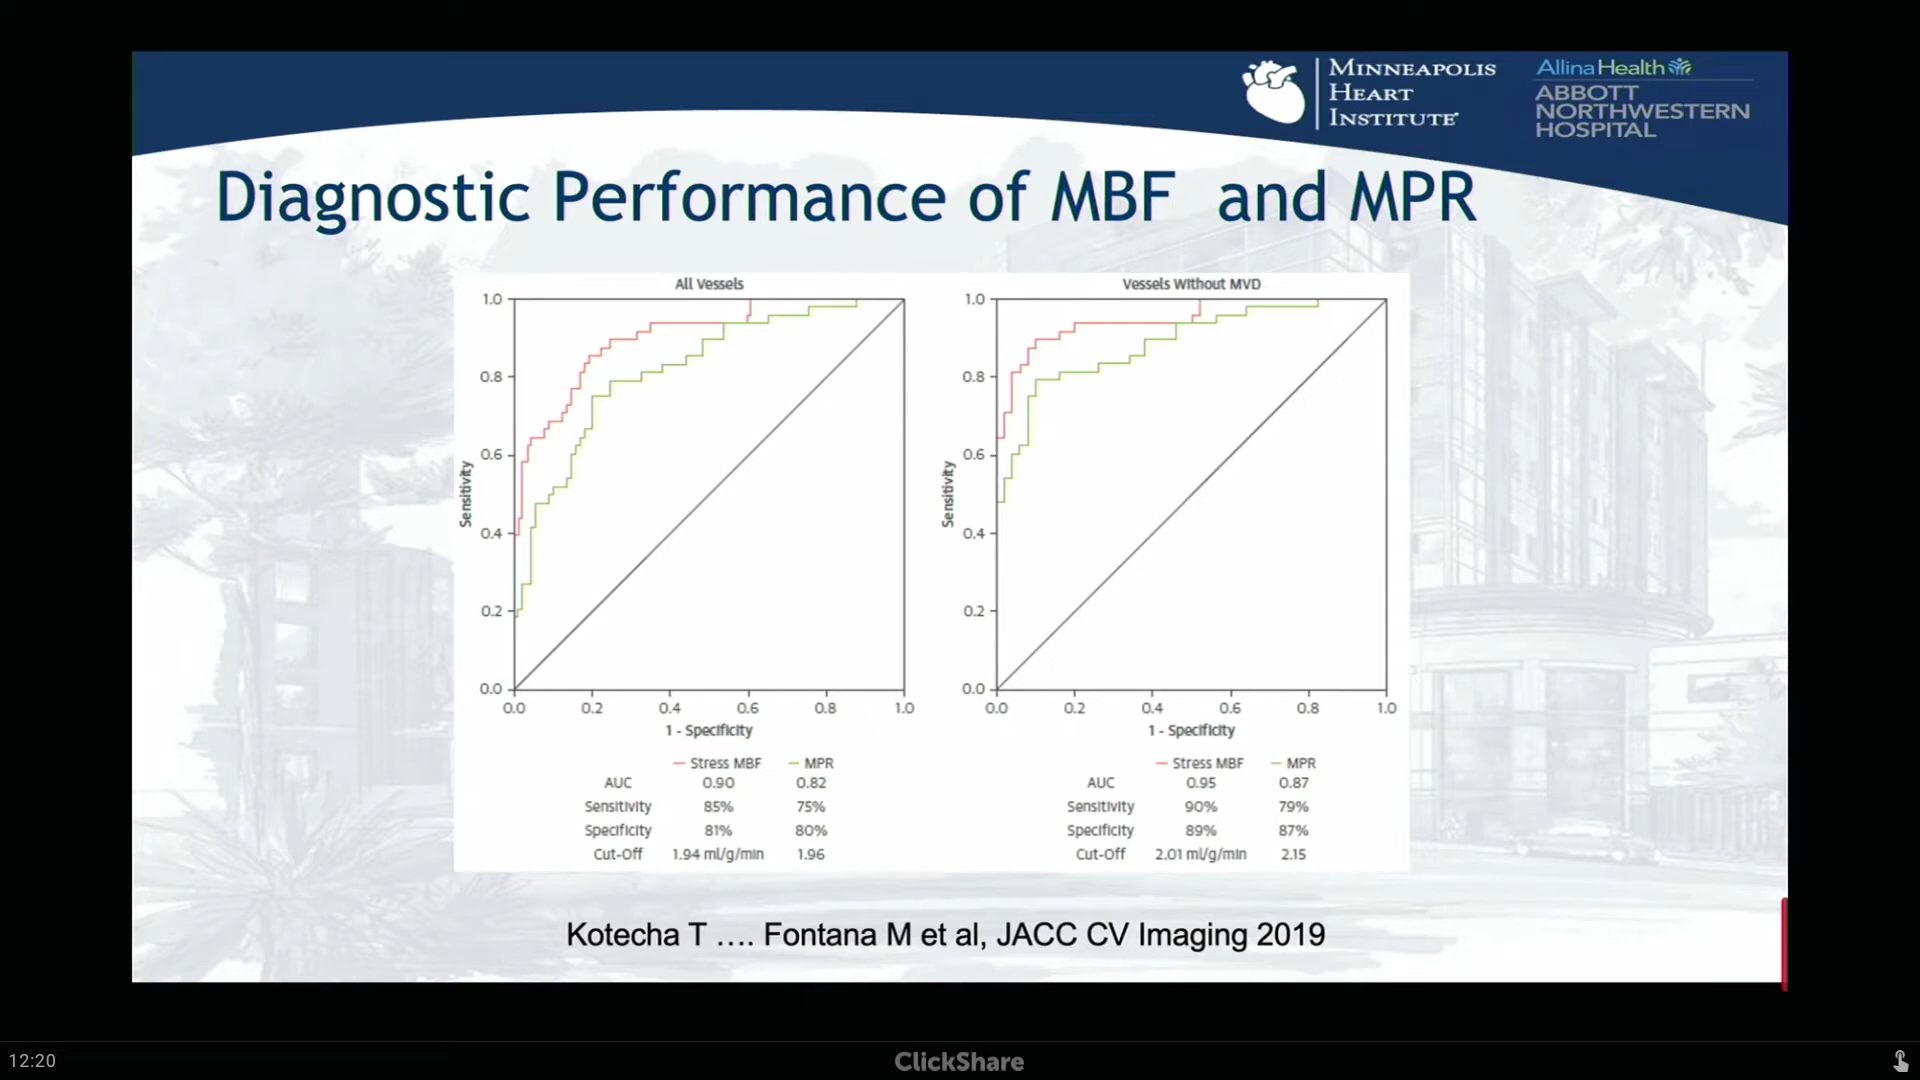 MINNEAPOLIS
HEART
INSTITUTE
AllinaHealth
ABBOTT
NORTHWESTERN
HOSPITAL
Diagnostic Performance of MBF and MPR
All Vessels
1.0
0.8
0.6
0.4
0.2
0.0
Sensitivity
0.0 0.2 0.4 0.6 0.8 1.0
1 - Specificity
Stress MBF MPR
AUC 0.90 0.82
Sensitivity 85% 75%
Specificity 81% 80%
Cut-Off 1.94 ml/g/min 1.96
Vessels Without MVD
1.0
0.8
0.6
0.4
0.2
0.0
Sensitivity
0.0 0.2 0.4 0.6 0.8 1.0
1 - Specificity
Stress MBF MPR
AUC 0.95 0.87
Sensitivity 90% 79%
Specificity 89% 87%
Cut-Off 2.01 ml/g/min 2.15
Kotecha T .... Fontana M et al, JACC CV Imaging 2019
12:20
ClickShare